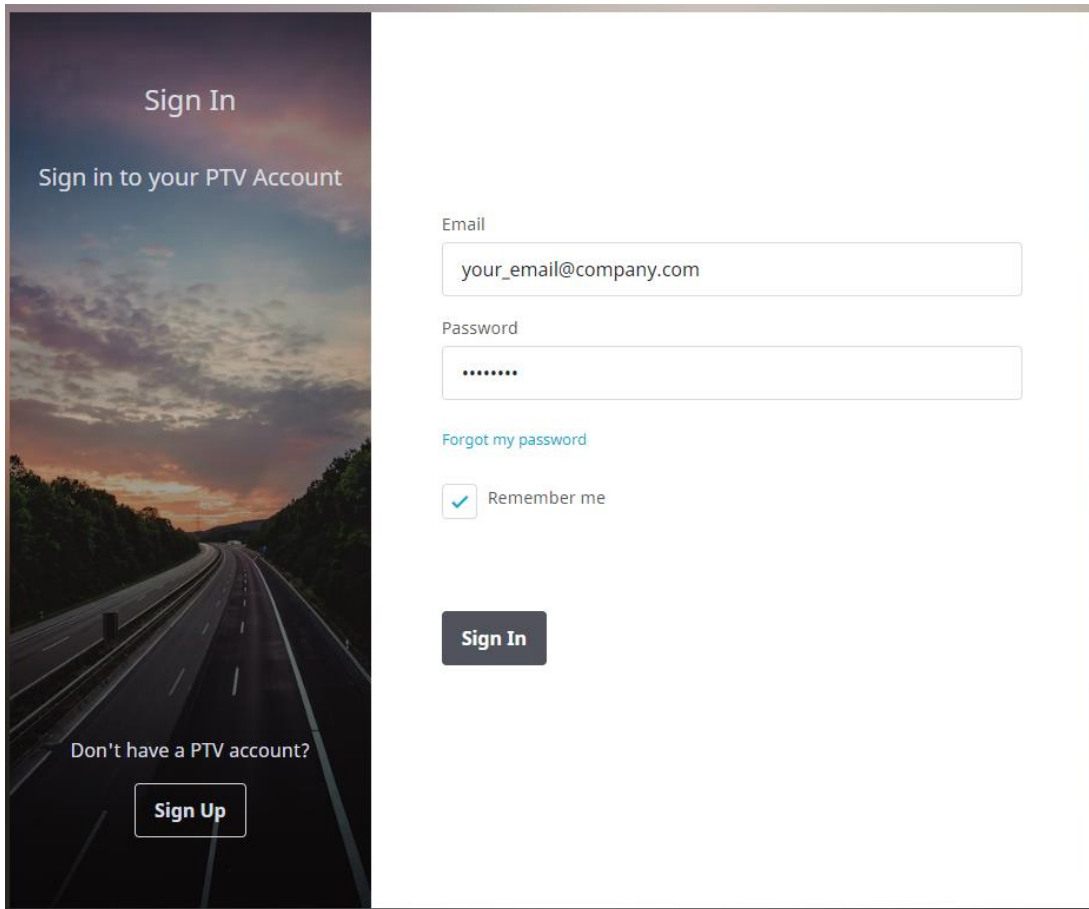 Sign In
Sign in to your PTV Account
Don't have a PTV account?
Sign Up
Email
your_email@company.com
Password
••••••••
Forgot my password
Remember me
Sign In